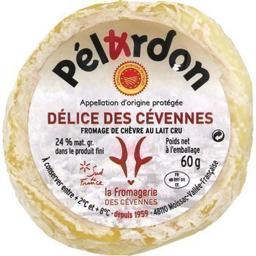 Pélardon
Appellation d'origine protégée
DÉLICE DES CÉVENNES
FROMAGE DE CHÈVRE AU LAIT CRU
24 % mat. gr.
dans le produit fini
Poids net
à l'emballage
60 g
Sud de France
la Fromagerie
DES CÉVENNES
À conserver entre + 2°C et + 8°C - depuis 1959 - 48110 Moissac-Vallée-Française